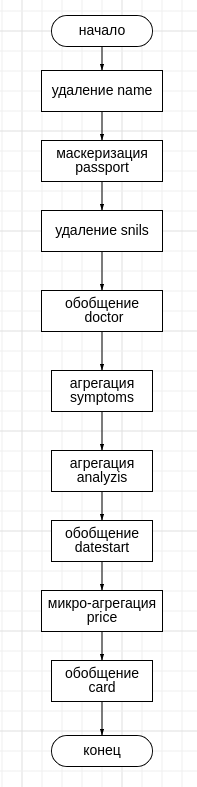 начало
удаление name
маскеризация
passport
удаление snils
обобщение
doctor
агрегация
symptoms
агрегация
analyzis
обобщение
datestart
микро-агрегация
price
обобщение
card
конец